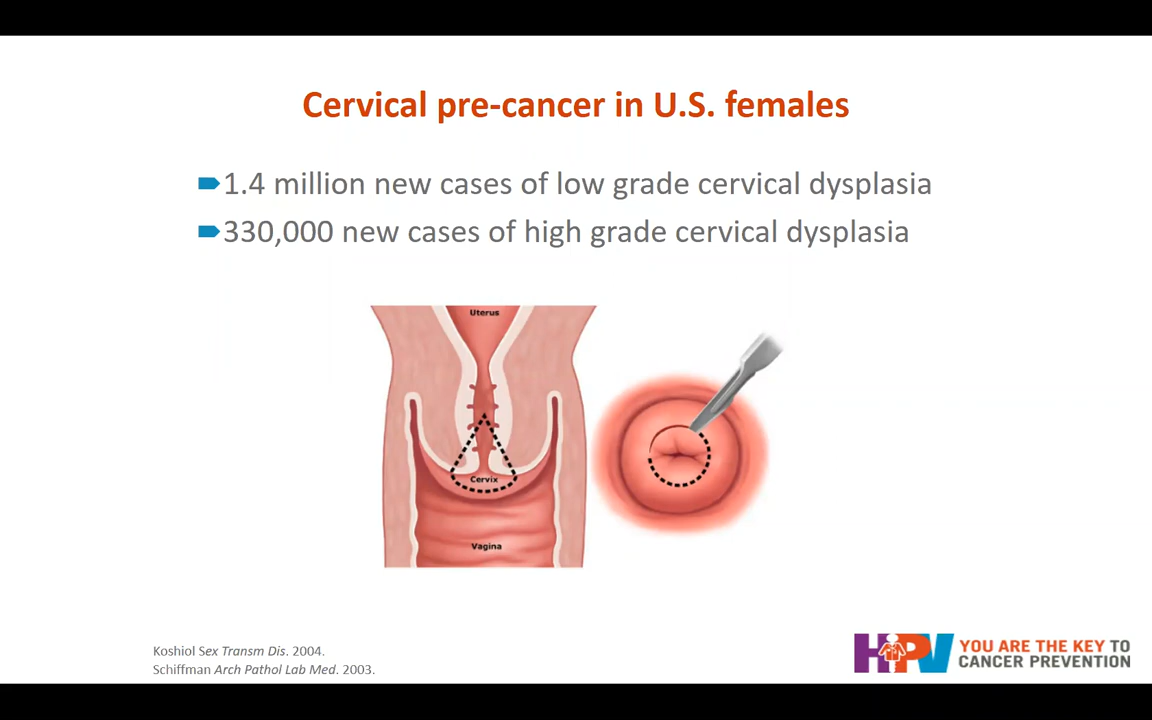 Cervical pre-cancer in U.S. females
1.4 million new cases of low grade cervical dysplasia
330,000 new cases of high grade cervical dysplasia
Uterus
Cervix
Vagina
Koshiol Sex Transm Dis. 2004.
Schiffman Arch Pathol Lab Med. 2003.
HPV
YOU ARE THE KEY TO
CANCER PREVENTION